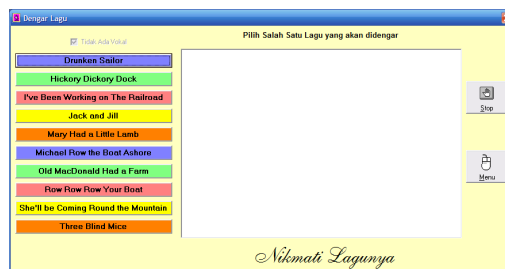 Dengar Lagu
Tidak Ada Vokal
Pilih Salah Satu Lagu yang akan didengar
Drunken Sailor
Hickory Dickory Dock
I've Been Working on The Railroad
Jack and Jill
Mary Had a Little Lamb
Michael Row the Boat Ashore
Old MacDonald Had a Farm
Row Row Row Your Boat
She'll be Coming Round the Mountain
Three Blind Mice
Stop
Menu
Nikmati Lagunya